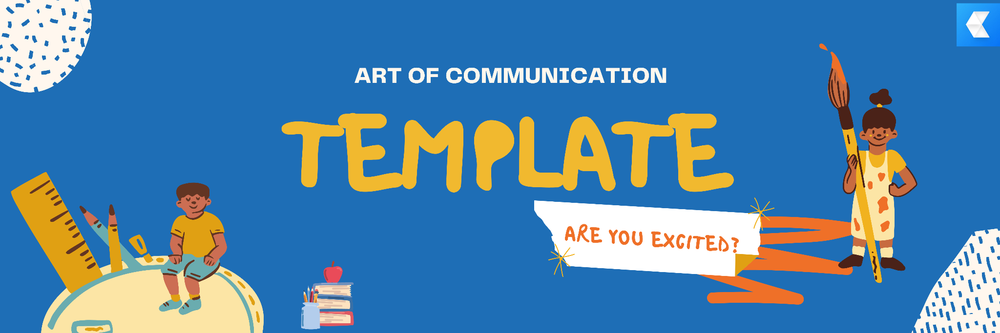 ART OF COMMUNICATION
TEMPLATE
ARE YOU EXCITED?